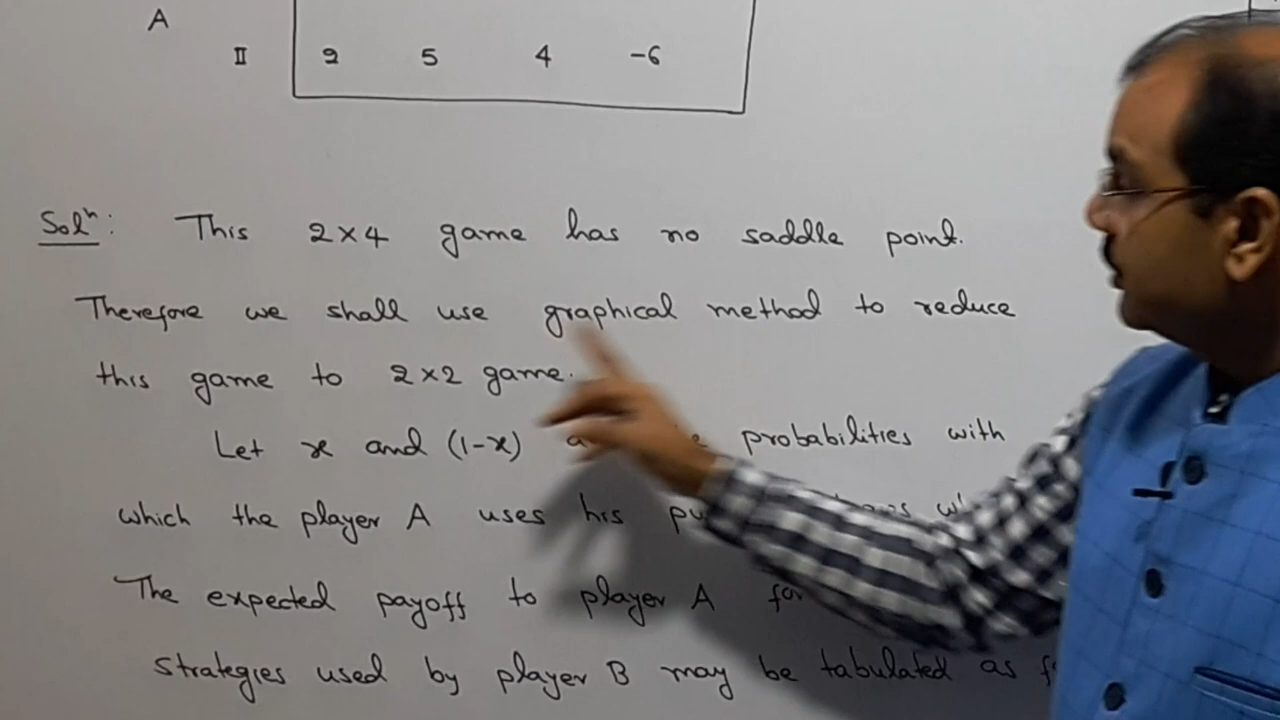 A
II 2 5 4 -6
Solⁿ: This 2×4 game has no saddle point.
Therefore we shall use graphical method to reduce
this game to 2×2 game.
Let x and (1-x) probabilities with
which the player A uses his
The expected payoff to player A for
strategies used by player B may be tabulated as